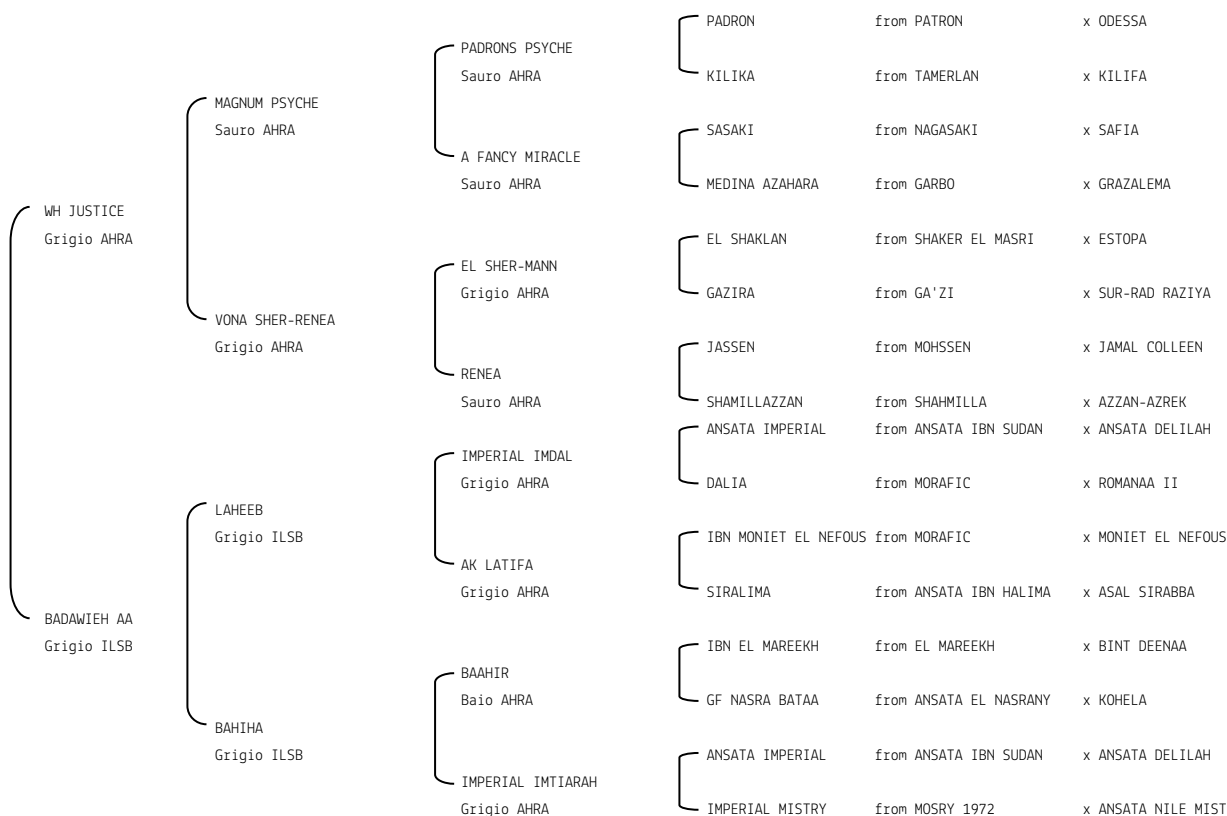 PADRON from PATRON x ODESSA
PADRONS PSYCHE
Sauro AHRA
KILIKA from TAMERLAN x KILIFA
MAGNUM PSYCHE
Sauro AHRA
SASAKI from NAGASAKI x SAFIA
A FANCY MIRACLE
Sauro AHRA
MEDINA AZAHARA from GARBO x GRAZALEMA
WH JUSTICE
Grigio AHRA
EL SHAKLAN from SHAKER EL MASRI x ESTOPA
EL SHER-MANN
Grigio AHRA
GAZIRA from GA'ZI x SUR-RAD RAZIYA
VONA SHER-RENEA
Grigio AHRA
JASSEN from MOHSSEN x JAMAL COLLEEN
RENEA
Sauro AHRA
SHAMILLAZZAN from SHAHMILLA x AZZAN-AZREK
ANSATA IMPERIAL from ANSATA IBN SUDAN x ANSATA DELILAH
IMPERIAL IMDAL
Grigio AHRA
DALIA from MORAFIC x ROMANAA II
LAHEEB
Grigio ILSB
IBN MONIET EL NEFOUS from MORAFIC x MONIET EL NEFOUS
AK LATIFA
Grigio AHRA
SIRALIMA from ANSATA IBN HALIMA x ASAL SIRABBA
BADAWIEH AA
Grigio ILSB
IBN EL MAREEKH from EL MAREEKH x BINT DEENAA
BAAHIR
Baio AHRA
GF NASRA BATAA from ANSATA EL NASRANY x KOHELA
BAHIHA
Grigio ILSB
ANSATA IMPERIAL from ANSATA IBN SUDAN x ANSATA DELILAH
IMPERIAL IMTIARAH
Grigio AHRA
IMPERIAL MISTRY from MOSRY 1972 x ANSATA NILE MIST